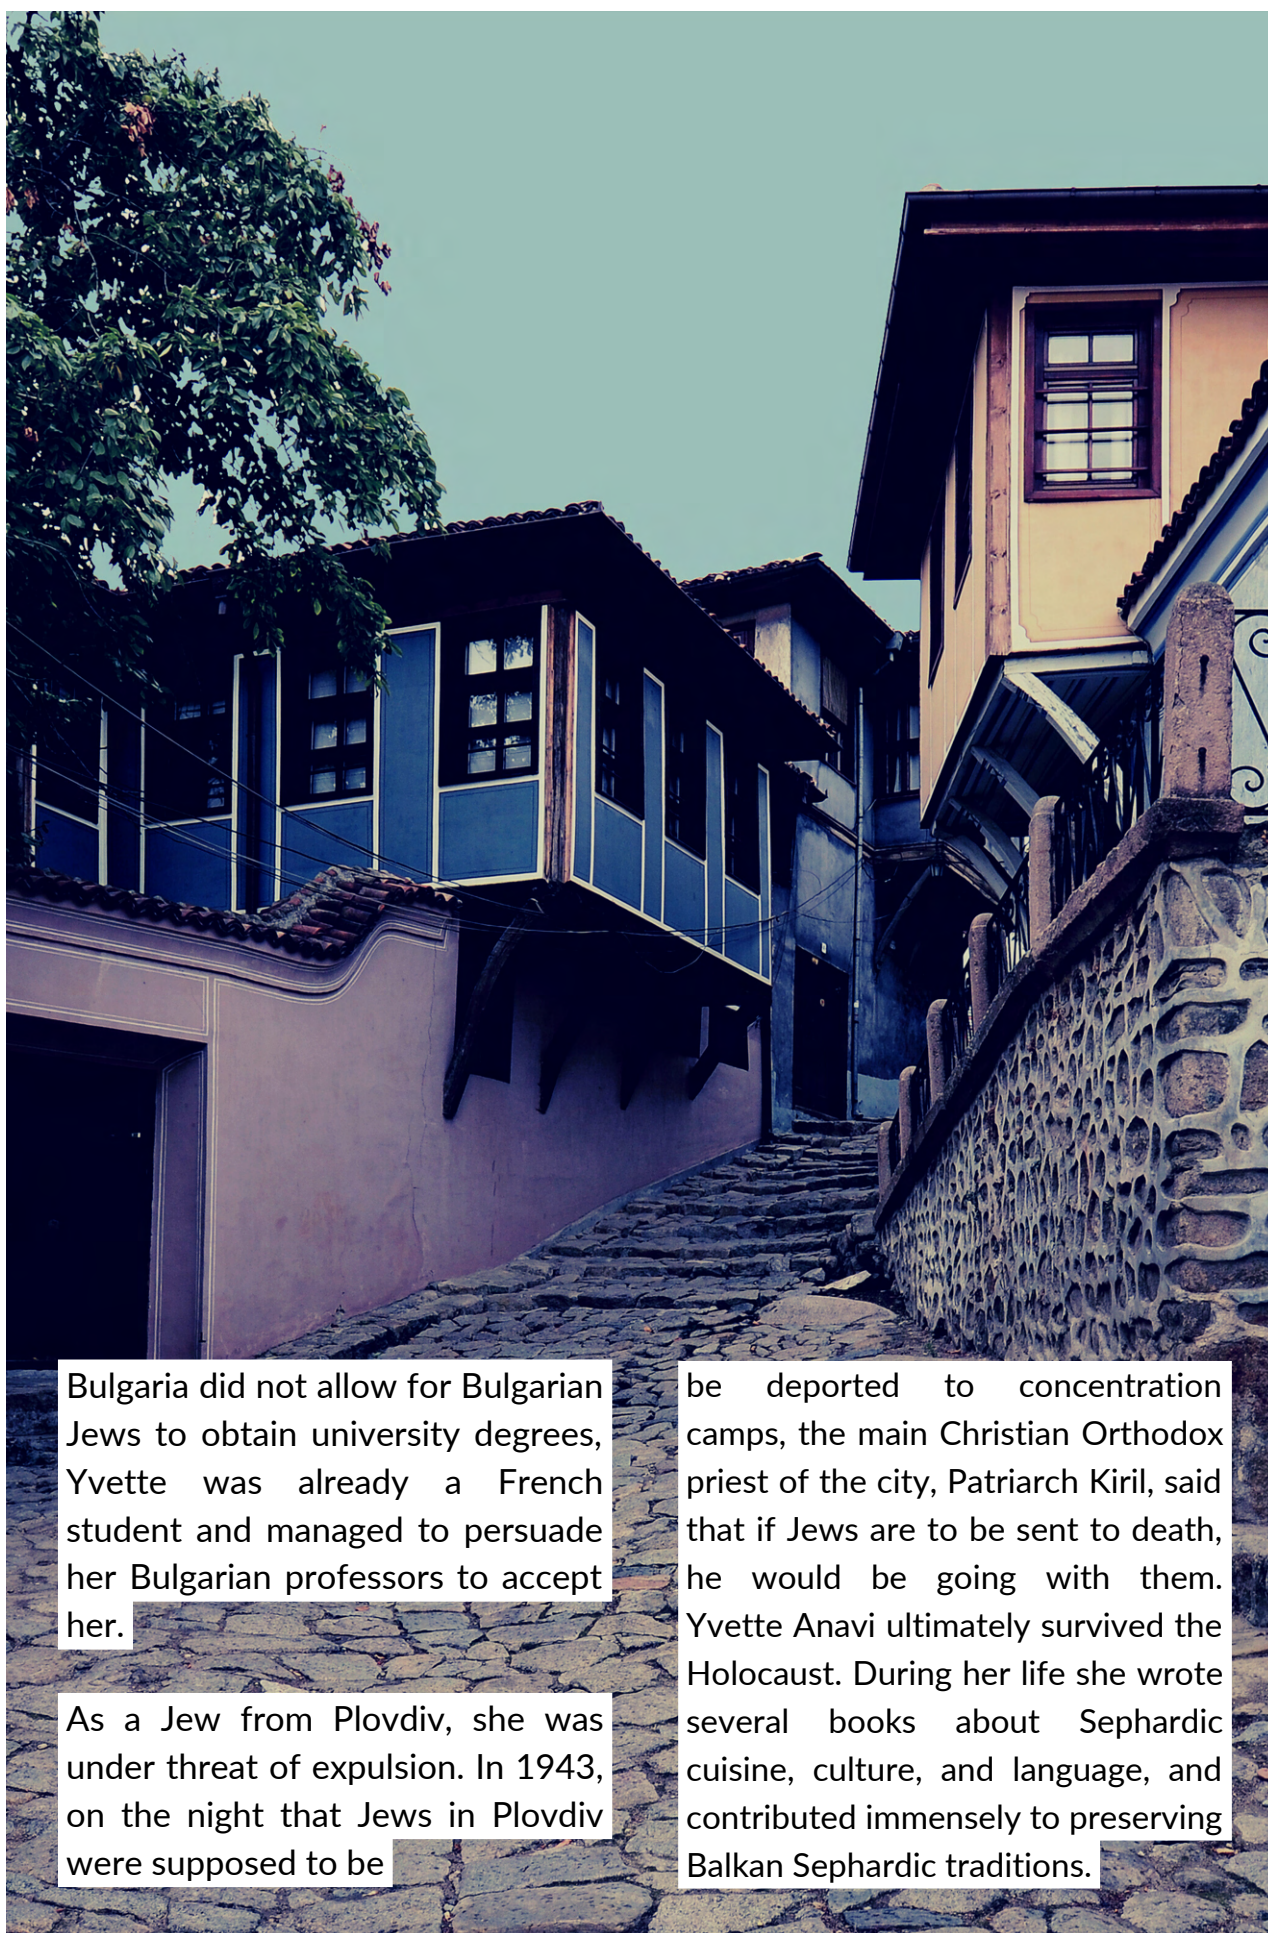 Bulgaria did not allow for Bulgarian
Jews to obtain university degrees,
Yvette was already a French
student and managed to persuade
her Bulgarian professors to accept
her.
As a Jew from Plovdiv, she was
under threat of expulsion. In 1943,
on the night that Jews in Plovdiv
were supposed to be
be deported to concentration
camps, the main Christian Orthodox
priest of the city, Patriarch Kiril, said
that if Jews are to be sent to death,
he would be going with them.
Yvette Anavi ultimately survived the
Holocaust. During her life she wrote
several books about Sephardic
cuisine, culture, and language, and
contributed immensely to preserving
Balkan Sephardic traditions.